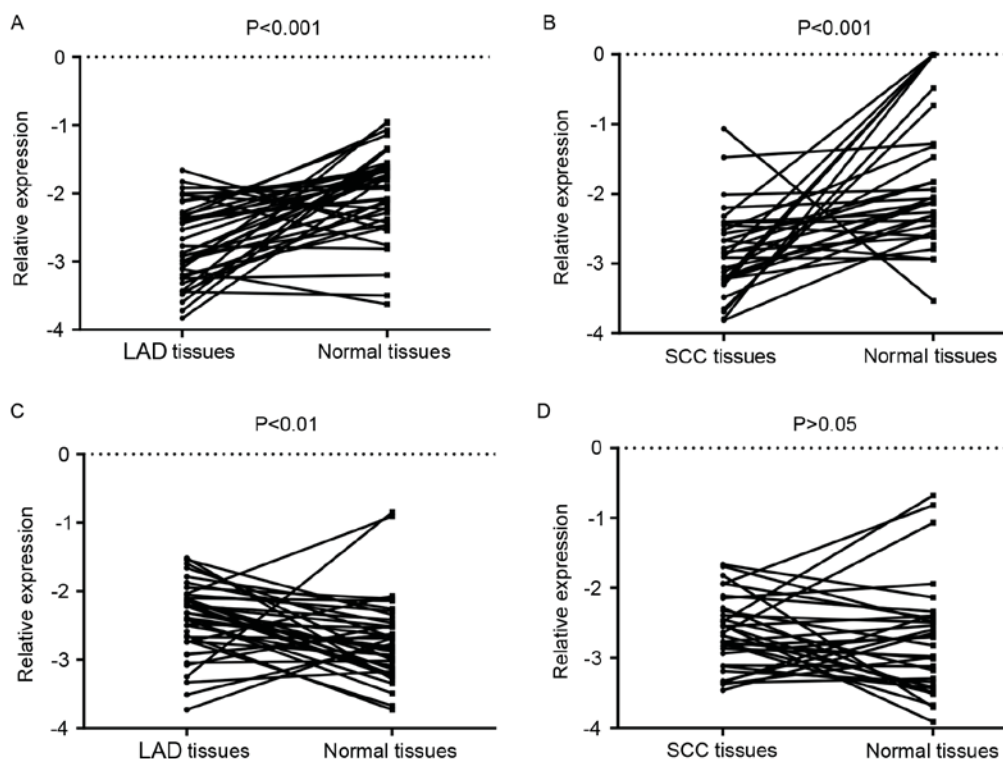 A
P<0.001
0
-1
-2
-3
-4
Relative expression
LAD tissues Normal tissues
B
P<0.001
0
-1
-2
-3
-4
Relative expression
SCC tissues Normal tissues
C
P<0.01
0
-1
-2
-3
-4
Relative expression
LAD tissues Normal tissues
D
P>0.05
0
-1
-2
-3
-4
Relative expression
SCC tissues Normal tissues